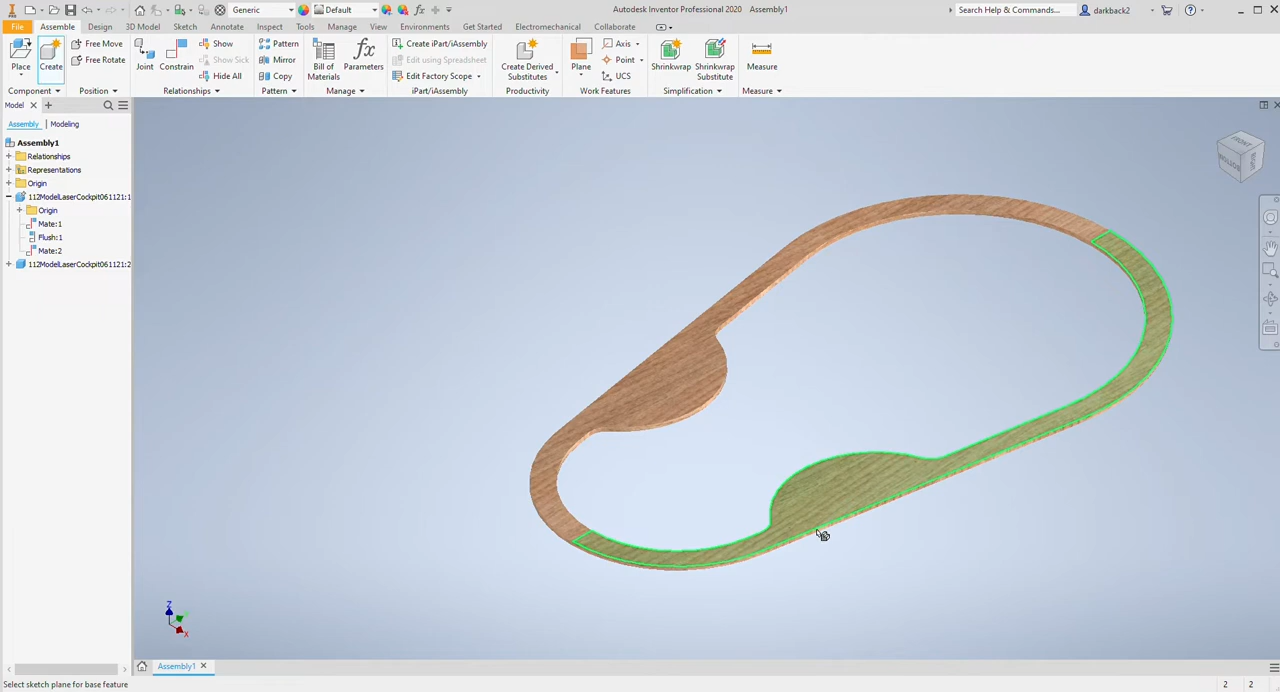 Generic
Default
Autodesk Inventor Professional 2020 Assembly1
Search Help & Commands...
darkback2
File Assemble Design 3D Model Sketch Annotate Inspect Tools Manage View Environments Get Started Electromechanical Collaborate
Place
Create
Free Move
Free Rotate
Component
Position
Joint
Constrain
Show
Show Sick
Hide All
Relationships
Pattern
Mirror
Copy
Pattern
Bill of
Materials
Parameters
Manage
Create iPart/iAssembly
Edit using Spreadsheet
Edit Factory Scope
iPart/iAssembly
Create Derived
Substitutes
Productivity
Plane
Axis
Point
UCS
Work Features
Shrinkwrap
Shrinkwrap
Substitute
Simplification
Measure
Measure
Model
Assembly | Modeling
Assembly1
Relationships
Representations
Origin
112ModelLaserCockpit061121:1
Origin
Mate:1
Flush:1
Mate:2
112ModelLaserCockpit061121:2
FRONT
RIGHT
BOTTOM
Z
X
Assembly1
Select sketch plane for base feature
2 2